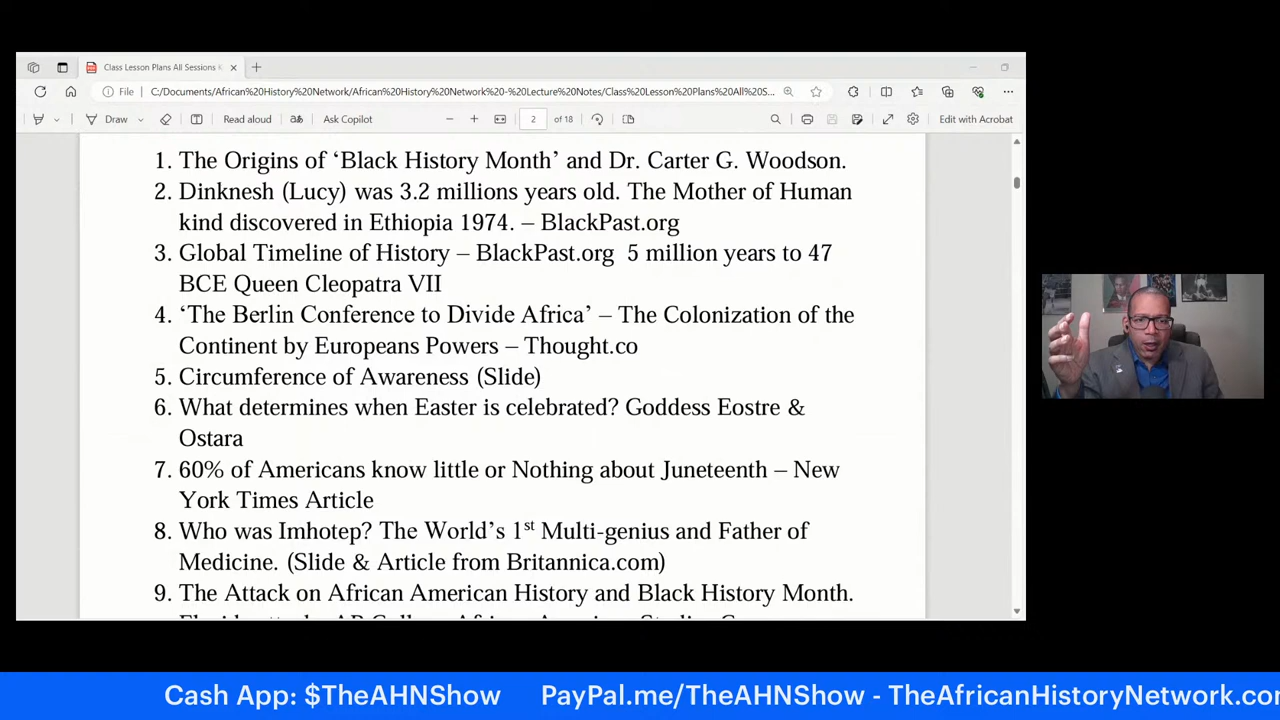 Class Lesson Plans All Sessions K
File
C:/Documents/African%20History%20Network/African%20History%20Network%20-%20Lecture%20Notes/Class%20Lesson%20Plans%20All%20S...
Draw
Read aloud
Ask Copilot
2 of 18
Edit with Acrobat
1. The Origins of ‘Black History Month’ and Dr. Carter G. Woodson.
2. Dinknesh (Lucy) was 3.2 millions years old. The Mother of Human
kind discovered in Ethiopia 1974. – BlackPast.org
3. Global Timeline of History – BlackPast.org 5 million years to 47
BCE Queen Cleopatra VII
4. ‘The Berlin Conference to Divide Africa’ – The Colonization of the
Continent by Europeans Powers – Thought.co
5. Circumference of Awareness (Slide)
6. What determines when Easter is celebrated? Goddess Eostre &
Ostara
7. 60% of Americans know little or Nothing about Juneteenth – New
York Times Article
8. Who was Imhotep? The World’s 1st Multi-genius and Father of
Medicine. (Slide & Article from Britannica.com)
9. The Attack on African American History and Black History Month.
Cash App: $TheAHNShow PayPal.me/TheAHNShow - TheAfricanHistoryNetwork.co